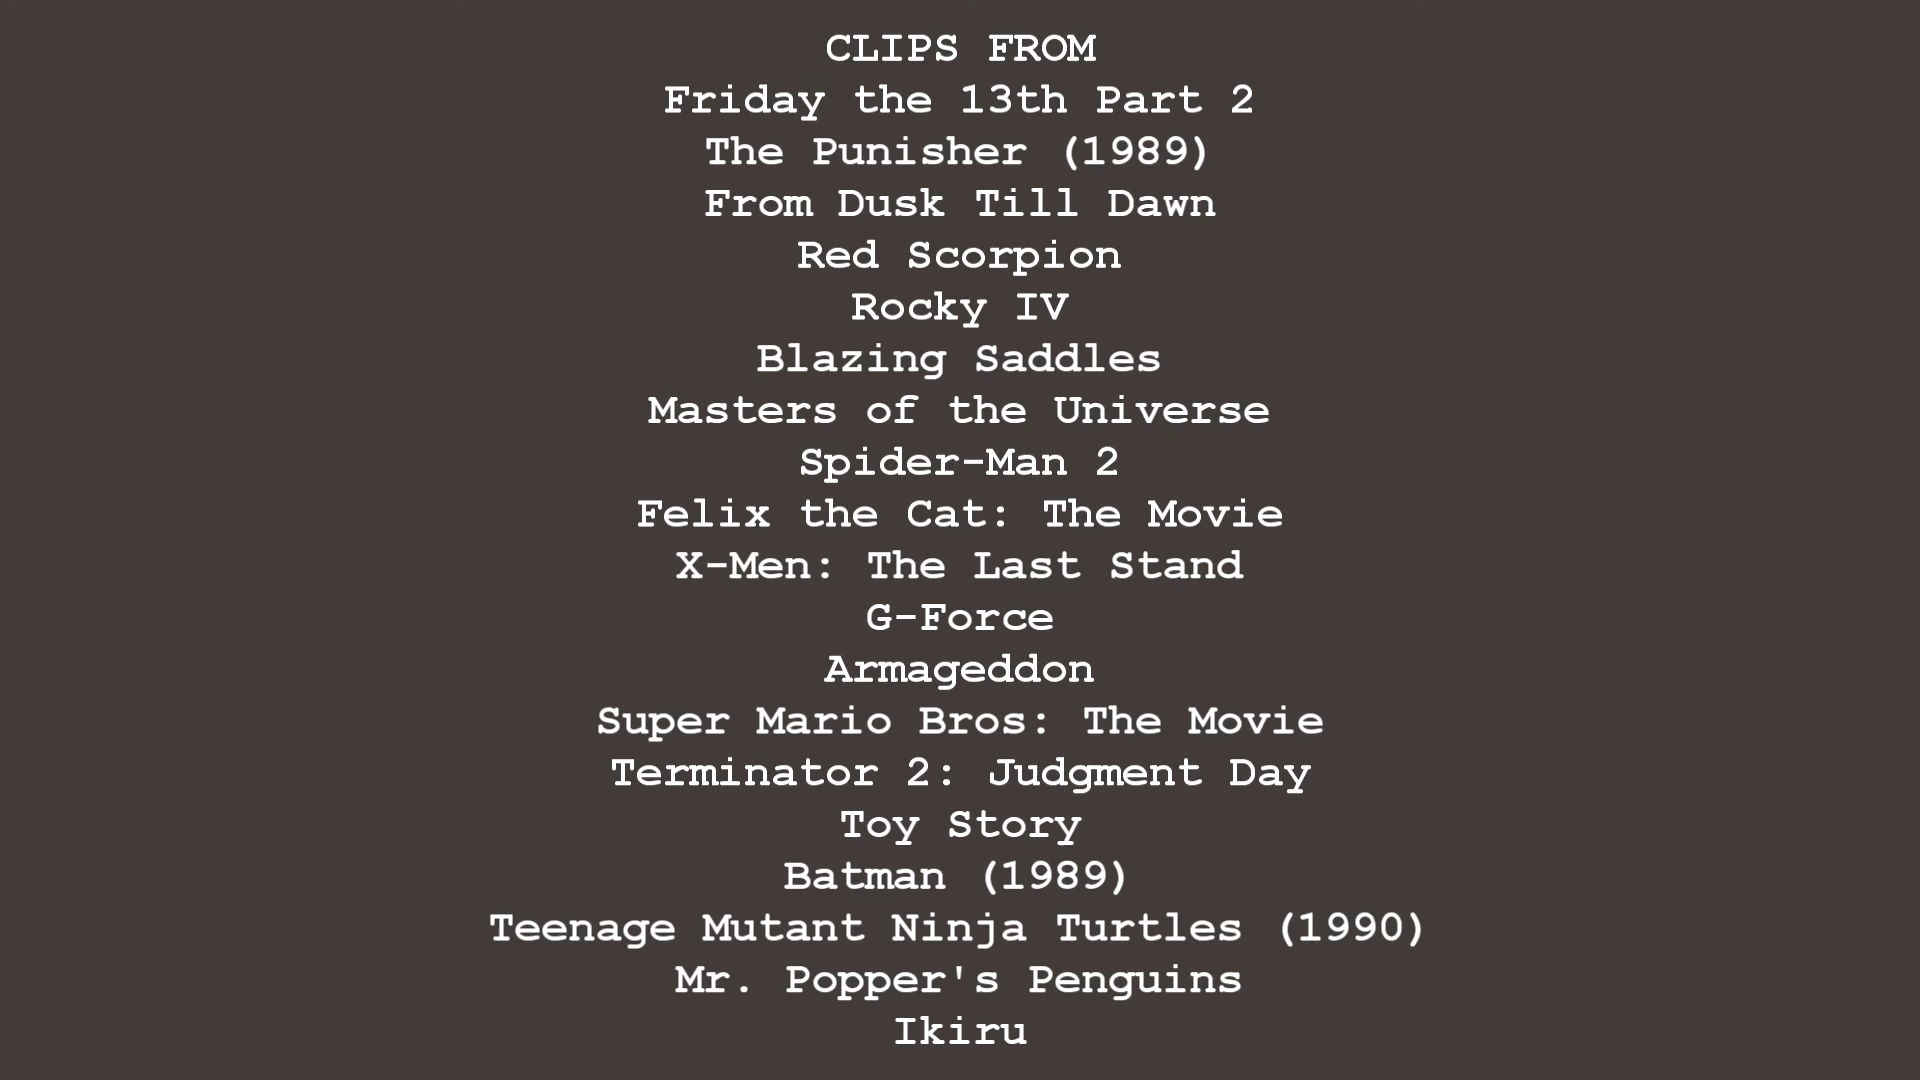 CLIPS FROM
Friday the 13th Part 2
The Punisher (1989)
From Dusk Till Dawn
Red Scorpion
Rocky IV
Blazing Saddles
Masters of the Universe
Spider-Man 2
Felix the Cat: The Movie
X-Men: The Last Stand
G-Force
Armageddon
Super Mario Bros: The Movie
Terminator 2: Judgment Day
Toy Story
Batman (1989)
Teenage Mutant Ninja Turtles (1990)
Mr. Popper's Penguins
Ikiru